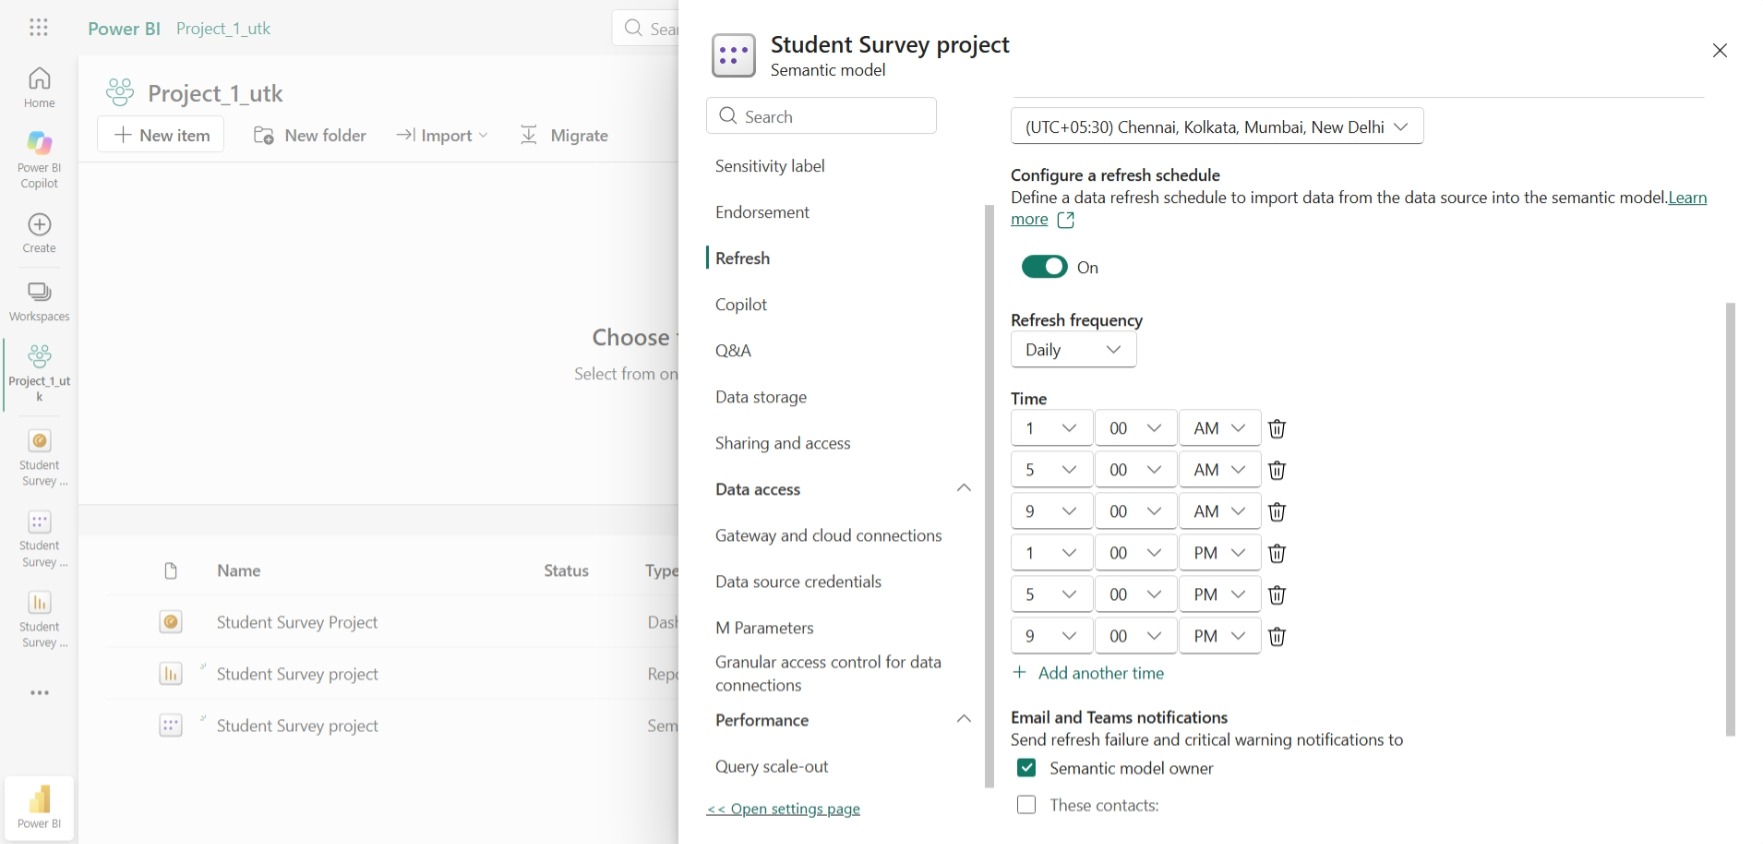 Power BI Project_1_utk
Sea
Home
Power BI
Copilot
Create
Workspaces
Project_1_ut
k
Student
Survey ...
Student
Survey ...
Student
Survey ...
Power BI
Project_1_utk
New item New folder Import Migrate
Choose
Select from on
Name Status Type
Student Survey Project Dash
Student Survey project Repo
Student Survey project Sem
Student Survey project
Semantic model
Search
Sensitivity label
Endorsement
Refresh
Copilot
Q&A
Data storage
Sharing and access
Data access
Gateway and cloud connections
Data source credentials
M Parameters
Granular access control for data
connections
Performance
Query scale-out
<< Open settings page
(UTC+05:30) Chennai, Kolkata, Mumbai, New Delhi
Configure a refresh schedule
Define a data refresh schedule to import data from the data source into the semantic model.Learn
more
On
Refresh frequency
Daily
Time
1 00 AM
5 00 AM
9 00 AM
1 00 PM
5 00 PM
9 00 PM
+ Add another time
Email and Teams notifications
Send refresh failure and critical warning notifications to
Semantic model owner
These contacts: